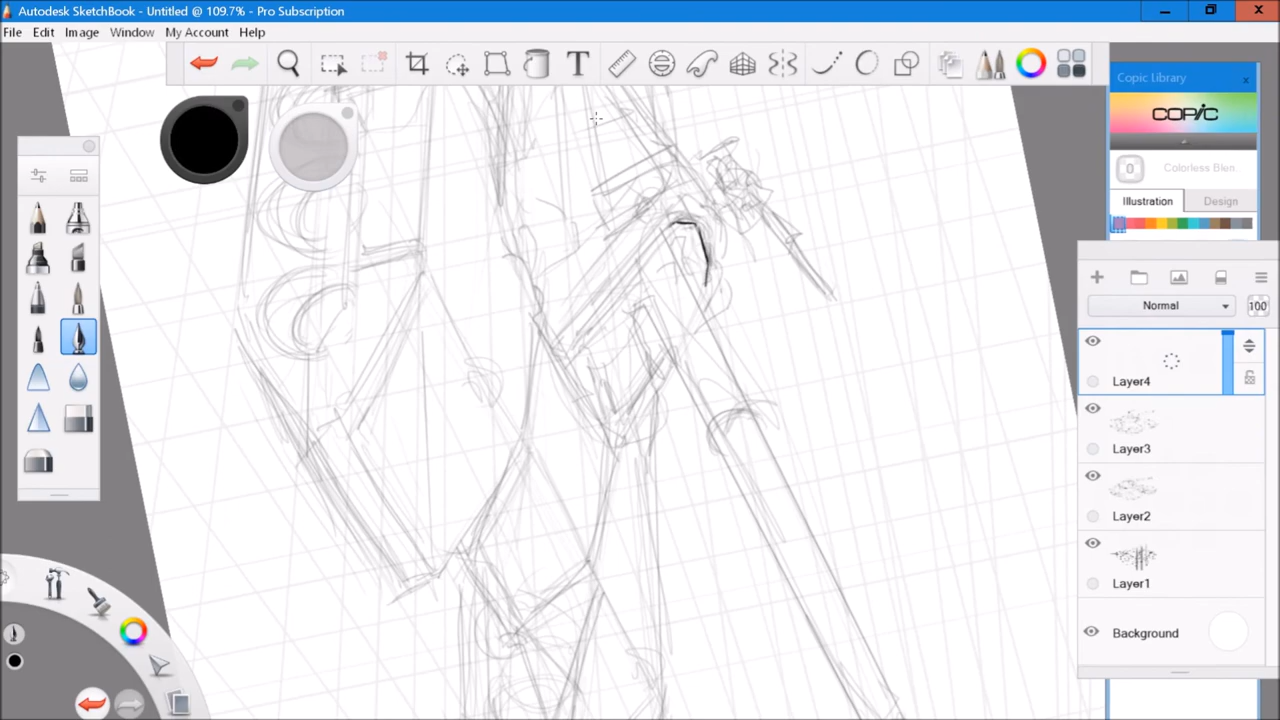 Autodesk SketchBook - Untitled @ 109.7% - Pro Subscription
File Edit Image Window My Account Help
Copic Library
COPIC
0 Colorless Blen
Illustration Design
Normal 100
Layer4
Layer3
Layer2
Layer1
Background